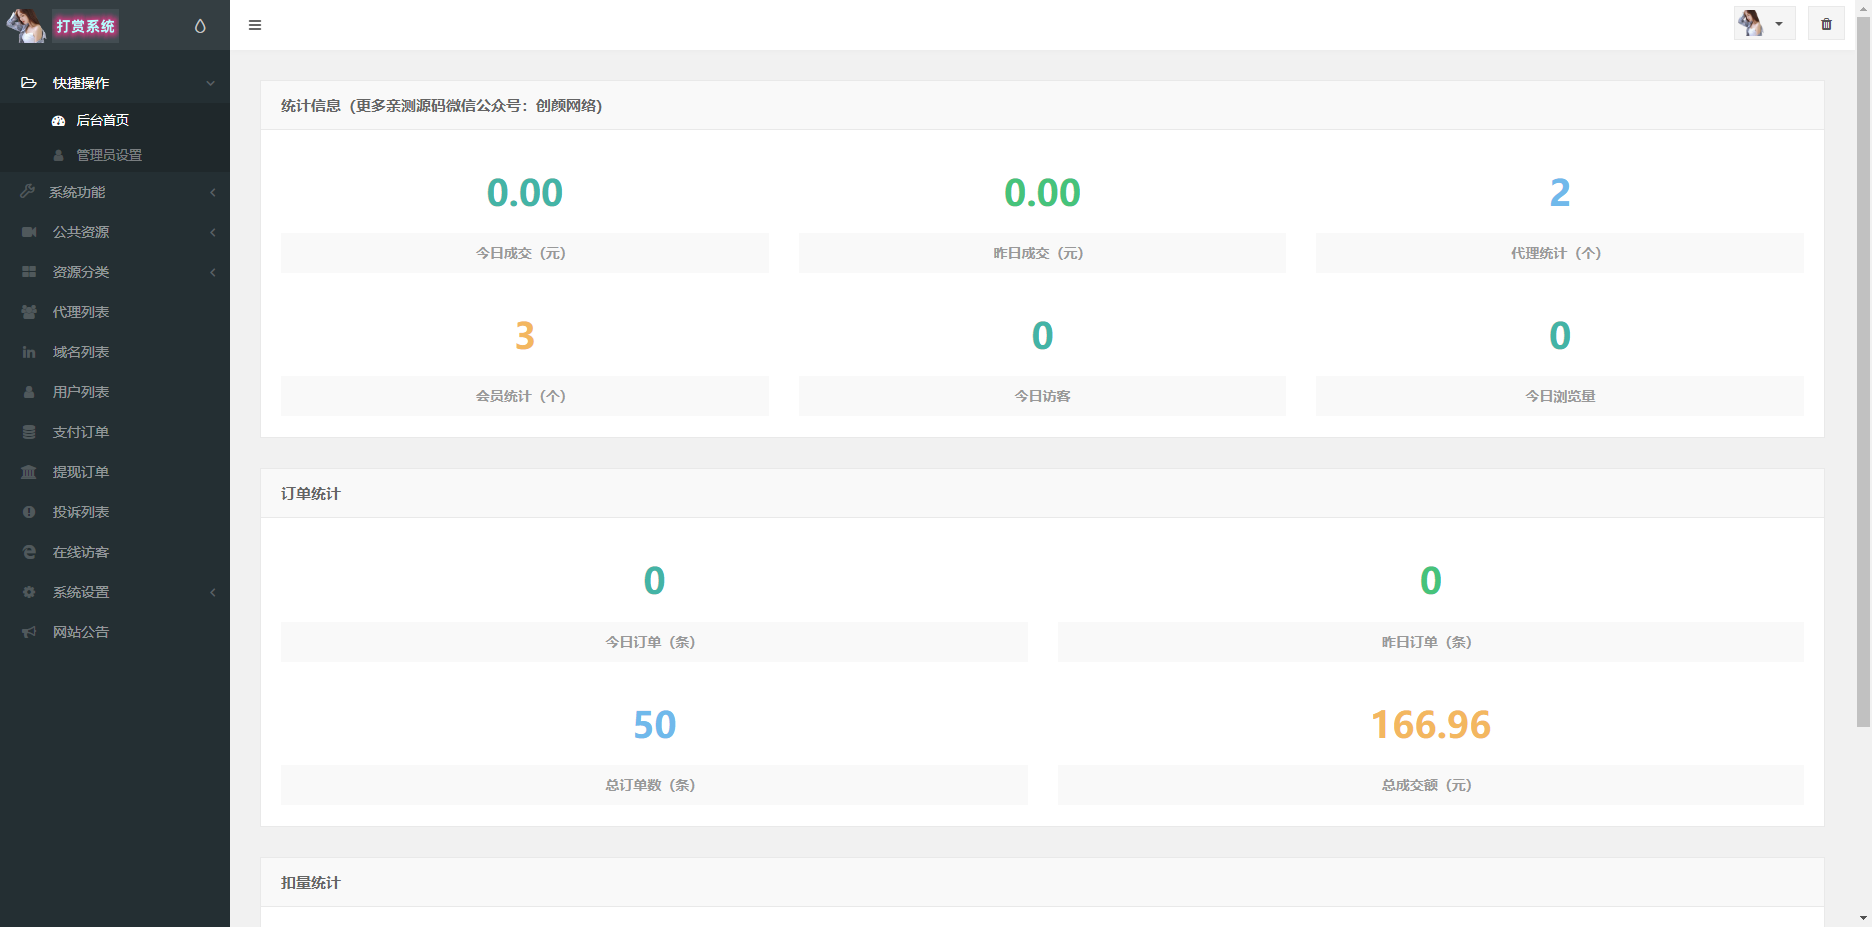 打赏系统
快捷操作
后台首页
管理员设置
系统功能
公共资源
资源分类
代理列表
域名列表
用户列表
支付订单
提现订单
投诉列表
在线访客
系统设置
网站公告
统计信息（更多亲测源码微信公众号：创颜网络）
0.00
0.00
2
今日成交（元）
昨日成交（元）
代理统计（个）
3
0
0
会员统计（个）
今日访客
今日浏览量
订单统计
0
0
今日订单（条）
昨日订单（条）
50
166.96
总订单数（条）
总成交额（元）
扣量统计